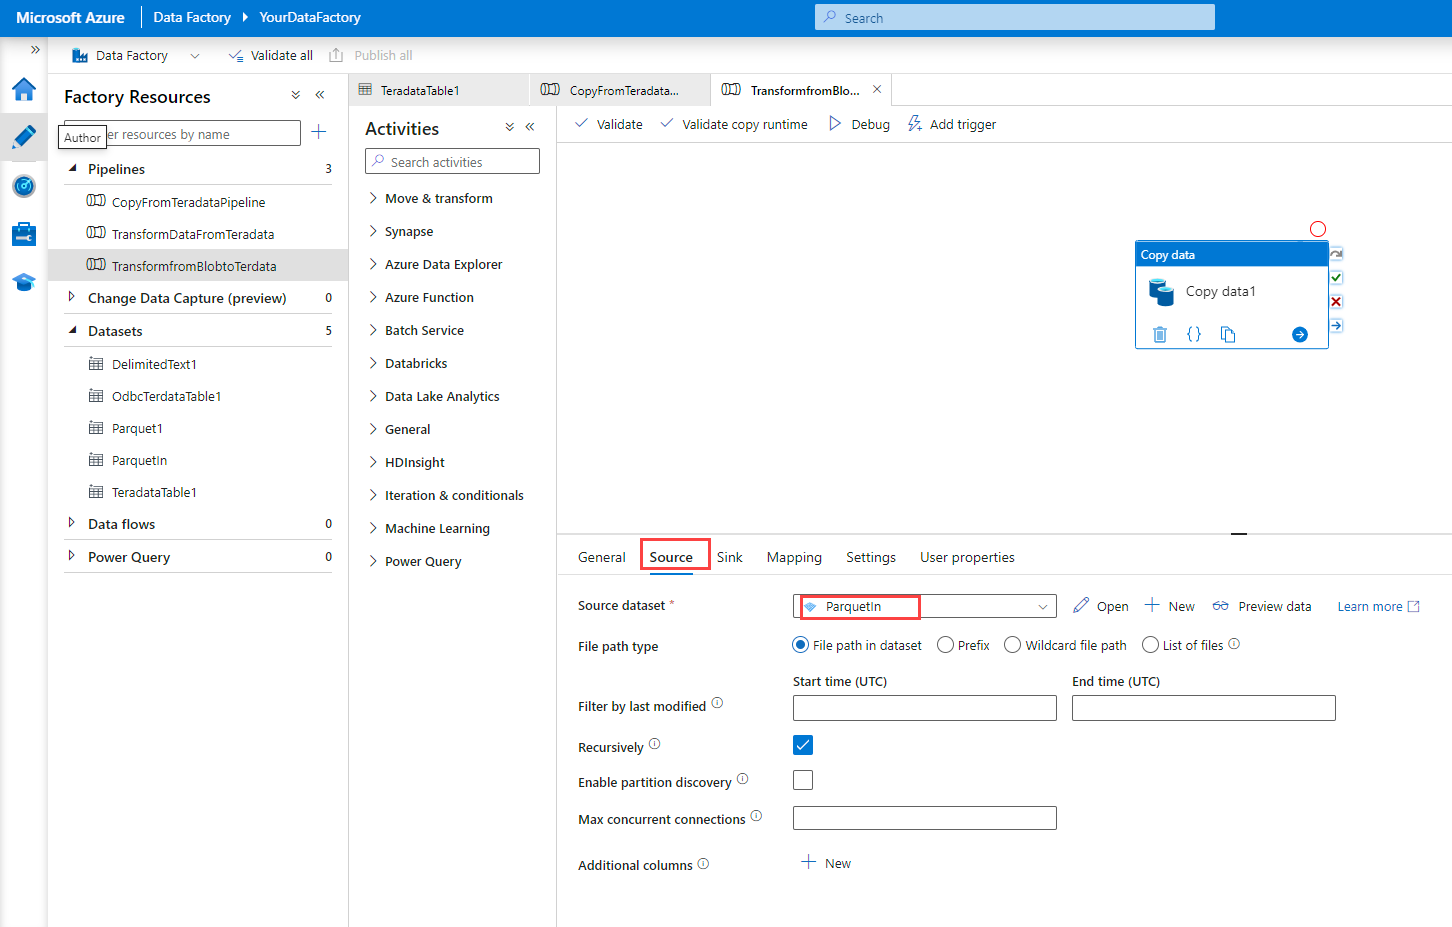 Microsoft Azure
Data Factory
YourDataFactory
Search
Data Factory
Validate all
Publish all
Factory Resources
Author
er resources by name
Pipelines 3
CopyFromTeradataPipeline
TransformDataFromTeradata
TransformfromBlobtoTerdata
Change Data Capture (preview) 0
Datasets 5
DelimitedText1
OdbcTerdataTable1
Parquet1
ParquetIn
TeradataTable1
Data flows 0
Power Query 0
TeradataTable1
CopyFromTeradata...
TransformfromBlo...
Activities
Search activities
Move & transform
Synapse
Azure Data Explorer
Azure Function
Batch Service
Databricks
Data Lake Analytics
General
HDInsight
Iteration & conditionals
Machine Learning
Power Query
Validate
Validate copy runtime
Debug
Add trigger
Copy data
Copy data1
General
Source
Sink
Mapping
Settings
User properties
Source dataset *
ParquetIn
Open
New
Preview data
Learn more
File path type
File path in dataset
Prefix
Wildcard file path
List of files
Start time (UTC)
End time (UTC)
Filter by last modified
Recursively
Enable partition discovery
Max concurrent connections
Additional columns
New